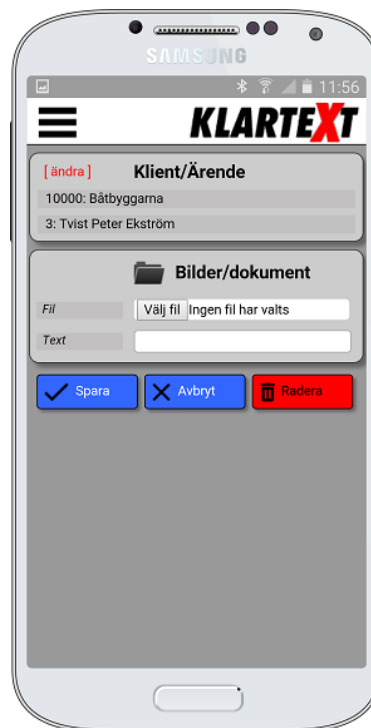 SAMSUNG
11:56
KLARTEXT
[ändra] Klient/Ärende
10000: Båtbyggarna
3: Tvist Peter Ekström
Bilder/dokument
Fil Välj fil Ingen fil har valts
Text
Spara Avbryt Radera